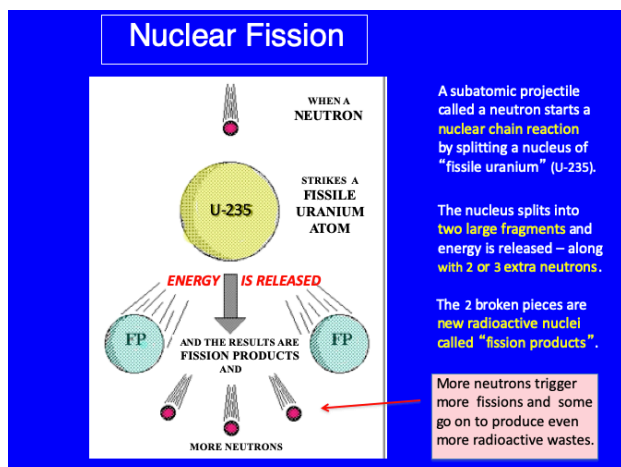 Nuclear Fission
WHEN A
NEUTRON
STRIKES A
FISSILE
URANIUM
ATOM
U-235
ENERGY IS RELEASED
FP
FP
AND THE RESULTS ARE
FISSION PRODUCTS
AND
MORE NEUTRONS
A subatomic projectile
called a neutron starts a
nuclear chain reaction
by splitting a nucleus of
“fissile uranium” (U-235).
The nucleus splits into
two large fragments and
energy is released – along
with 2 or 3 extra neutrons.
The 2 broken pieces are
new radioactive nuclei
called “fission products”.
More neutrons trigger
more fissions and some
go on to produce even
more radioactive wastes.